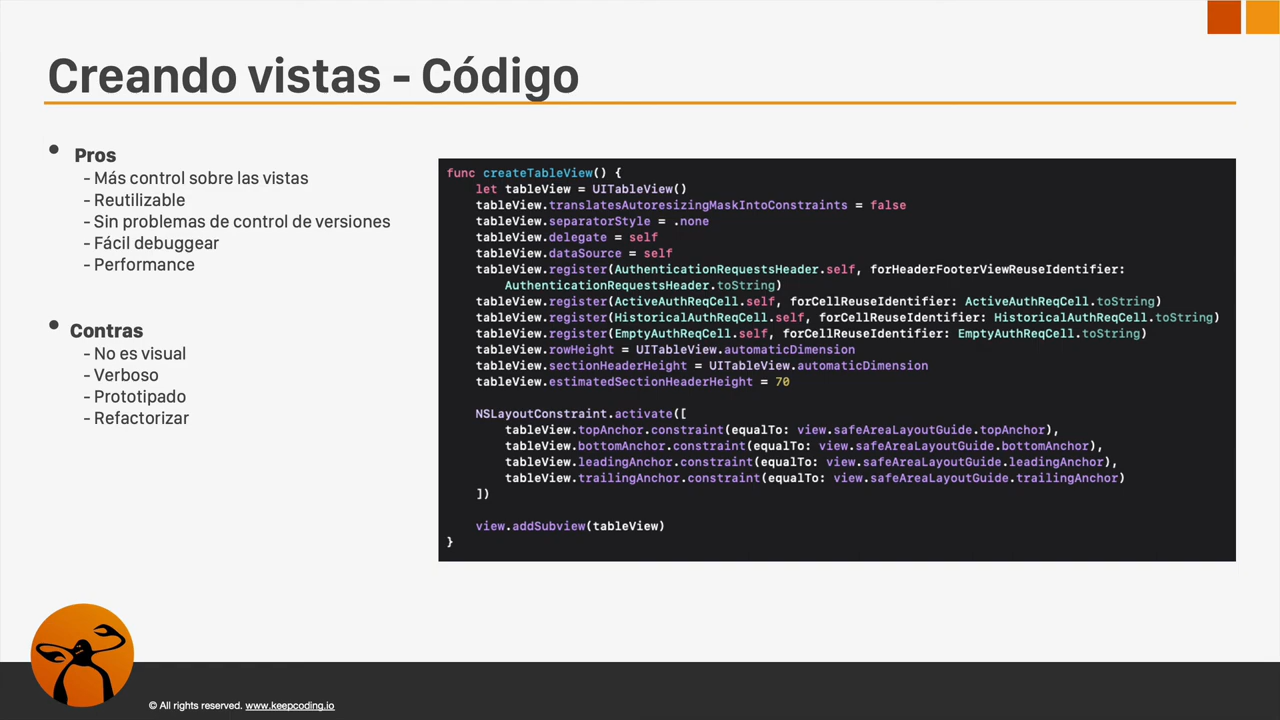 Creando vistas - Código
• Pros
- Más control sobre las vistas
- Reutilizable
- Sin problemas de control de versiones
- Fácil debuggear
- Performance
• Contras
- No es visual
- Verboso
- Prototipado
- Refactorizar
func createTableView() {
    let tableView = UITableView()
    tableView.translatesAutoresizingMaskIntoConstraints = false
    tableView.separatorStyle = .none
    tableView.delegate = self
    tableView.dataSource = self
    tableView.register(AuthenticationRequestsHeader.self, forHeaderFooterViewReuseIdentifier:
        AuthenticationRequestsHeader.toString)
    tableView.register(ActiveAuthReqCell.self, forCellReuseIdentifier: ActiveAuthReqCell.toString)
    tableView.register(HistoricalAuthReqCell.self, forCellReuseIdentifier: HistoricalAuthReqCell.toString)
    tableView.register(EmptyAuthReqCell.self, forCellReuseIdentifier: EmptyAuthReqCell.toString)
    tableView.rowHeight = UITableView.automaticDimension
    tableView.sectionHeaderHeight = UITableView.automaticDimension
    tableView.estimatedSectionHeaderHeight = 70
    NSLayoutConstraint.activate([
        tableView.topAnchor.constraint(equalTo: view.safeAreaLayoutGuide.topAnchor),
        tableView.bottomAnchor.constraint(equalTo: view.safeAreaLayoutGuide.bottomAnchor),
        tableView.leadingAnchor.constraint(equalTo: view.safeAreaLayoutGuide.leadingAnchor),
        tableView.trailingAnchor.constraint(equalTo: view.safeAreaLayoutGuide.trailingAnchor)
    ])
    view.addSubview(tableView)
}
© All rights reserved. www.keepcoding.io